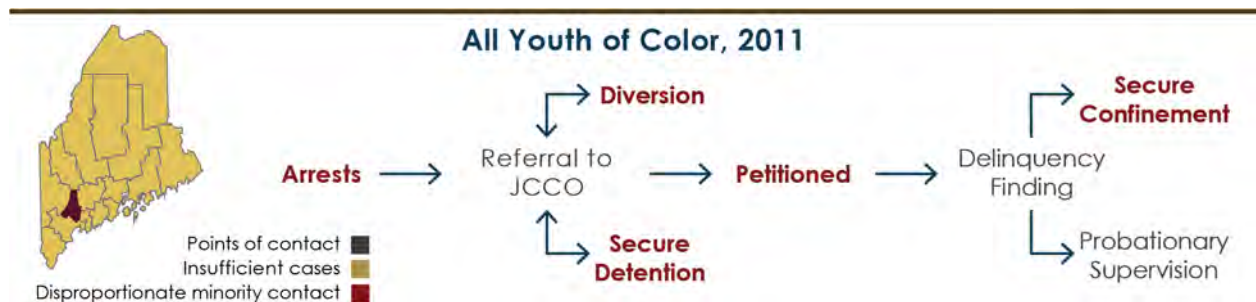 All Youth of Color, 2011
Diversion
Secure
Confinement
Arrests
Referral to
JCCO
Petitioned
Delinquency
Finding
Secure
Detention
Probationary
Supervision
Points of contact
Insufficient cases
Disproportionate minority contact